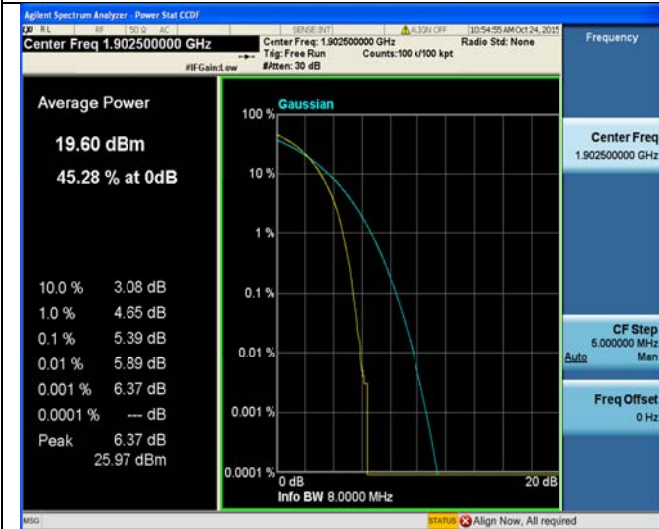 Agilent Spectrum Analyzer - Power Stat CCDF
RL RF 50 Ω AC SENSE:INT ALIGN OFF 10:54:55 AM Oct 24, 2015
Center Freq 1.902500000 GHz
Center Freq: 1.902500000 GHz Radio Std: None
Trig: Free Run Counts:100 k/100 kpt
#IFGain:Low #Atten: 30 dB
Frequency
Average Power
19.60 dBm
45.28 % at 0dB
10.0 % 3.08 dB
1.0 % 4.65 dB
0.1 % 5.39 dB
0.01 % 5.89 dB
0.001 % 6.37 dB
0.0001 % --- dB
Peak 6.37 dB
25.97 dBm
Gaussian
100 %
10 %
1 %
0.1 %
0.01 %
0.001 %
0.0001 %
0 dB 20 dB
Info BW 8.0000 MHz
Center Freq
1.902500000 GHz
CF Step
5.000000 MHz
Auto Man
Freq Offset
0 Hz
MSG STATUS Align Now, All required